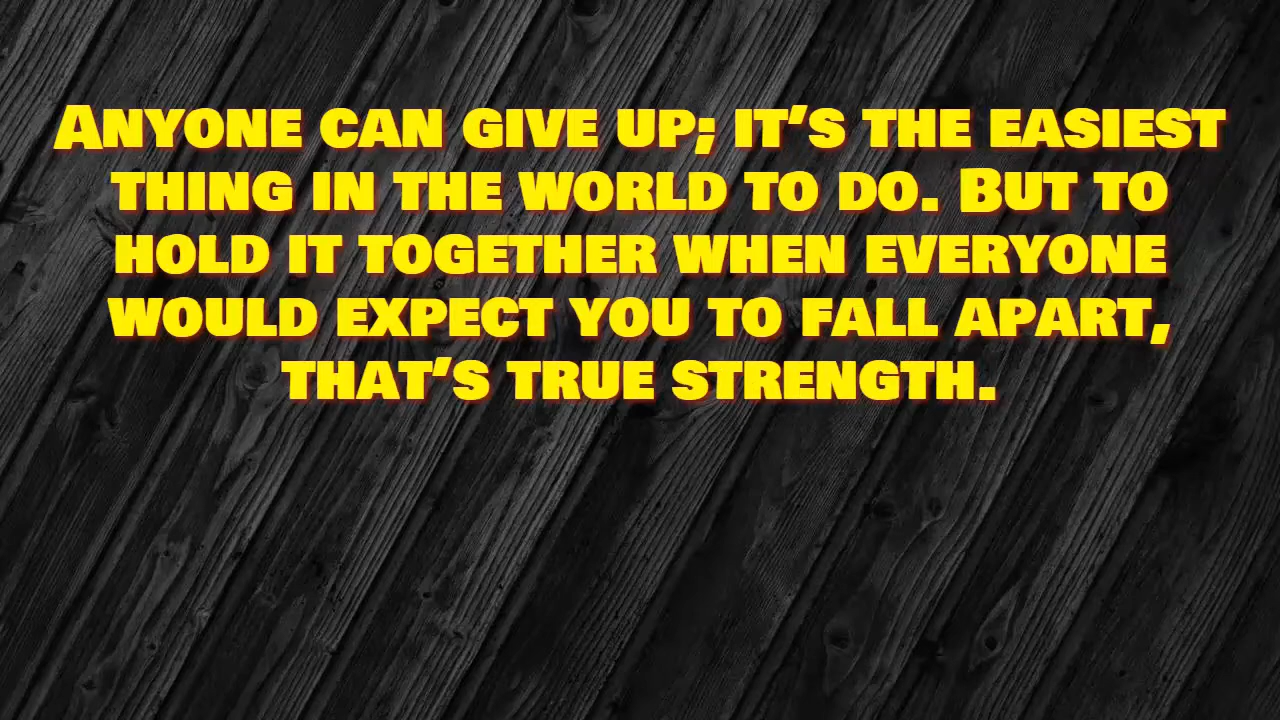 Anyone can give up; it's the easiest
thing in the world to do. But to
hold it together when everyone
would expect you to fall apart,
that's true strength.